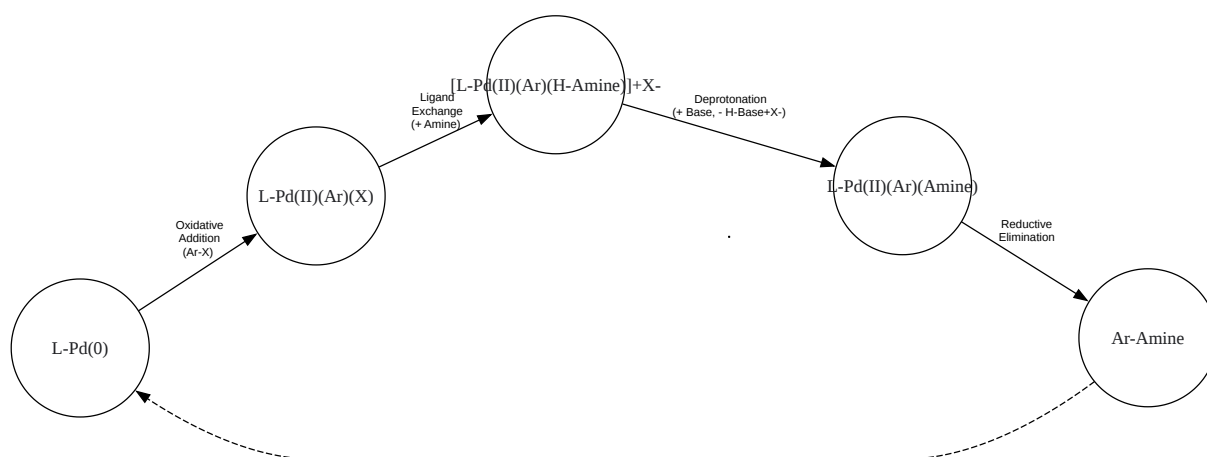 [L-Pd(II)(Ar)(H-Amine)]+X-
Ligand
Exchange
(+ Amine)
Deprotonation
(+ Base, - H-Base+X-)
L-Pd(II)(Ar)(X)
L-Pd(II)(Ar)(Amine)
Oxidative
Addition
(Ar-X)
Reductive
Elimination
L-Pd(0)
Ar-Amine